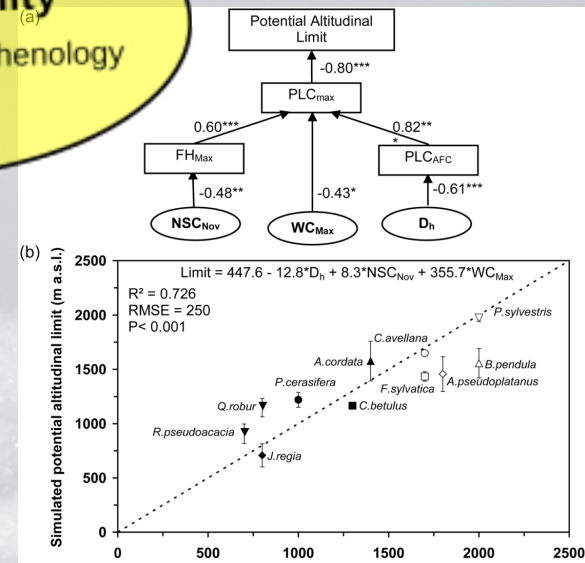 (a)
henology
Potential Altitudinal
Limit
-0.80***
PLCmax
0.60***
0.82**
*
FHMax
PLCAFC
-0.48**
-0.43*
-0.61***
NSCNov
WCMax
Dh
(b)
Limit = 447.6 - 12.8*Dh + 8.3*NSCNov + 355.7*WCMax
R² = 0.726
RMSE = 250
P< 0.001
P.sylvestris
C.avellana
A.cordata
B.pendula
P.cerasifera
F.sylvatica
A.pseudoplatanus
Q.robur
C.betulus
R.pseudoacacia
J.regia
Simulated potential altitudinal limit (m a.s.l.)
2500
2000
1500
1000
500
0
0 500 1000 1500 2000 2500